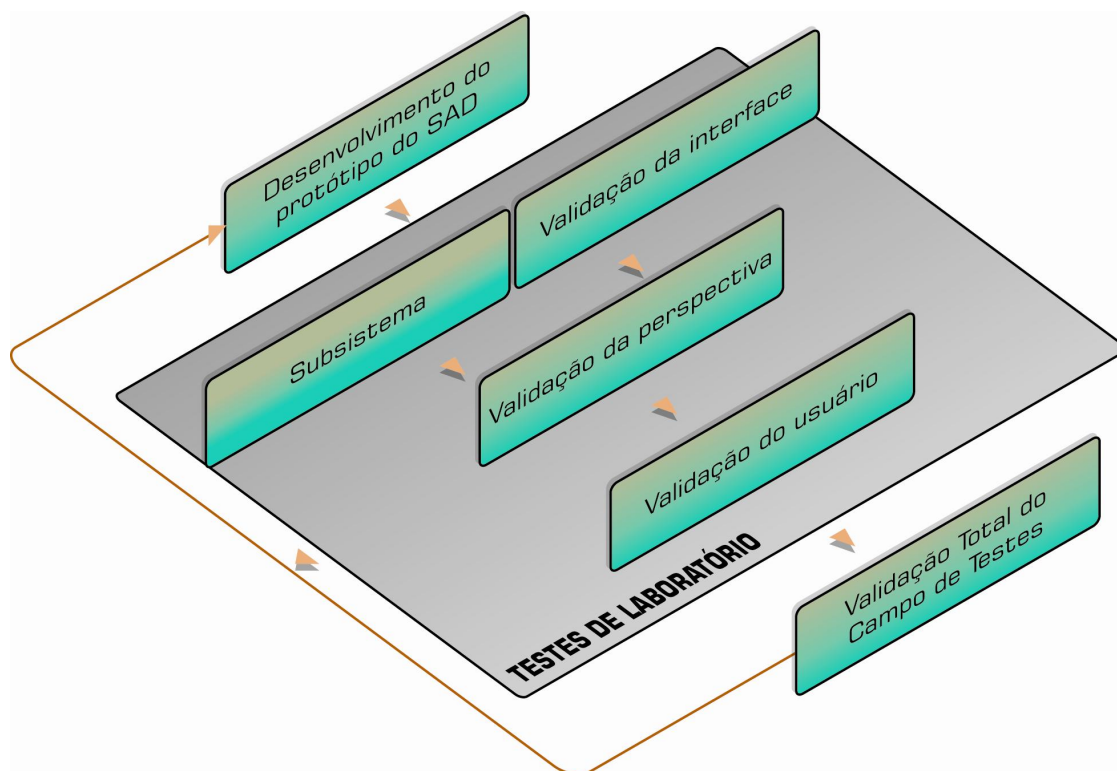 Desenvolvimento do
protótipo do SAD
Validação da interface
Subsistema
Validação da perspectiva
Validação do usuário
TESTES DE LABORATÓRIO
Validação Total do
Campo de Testes